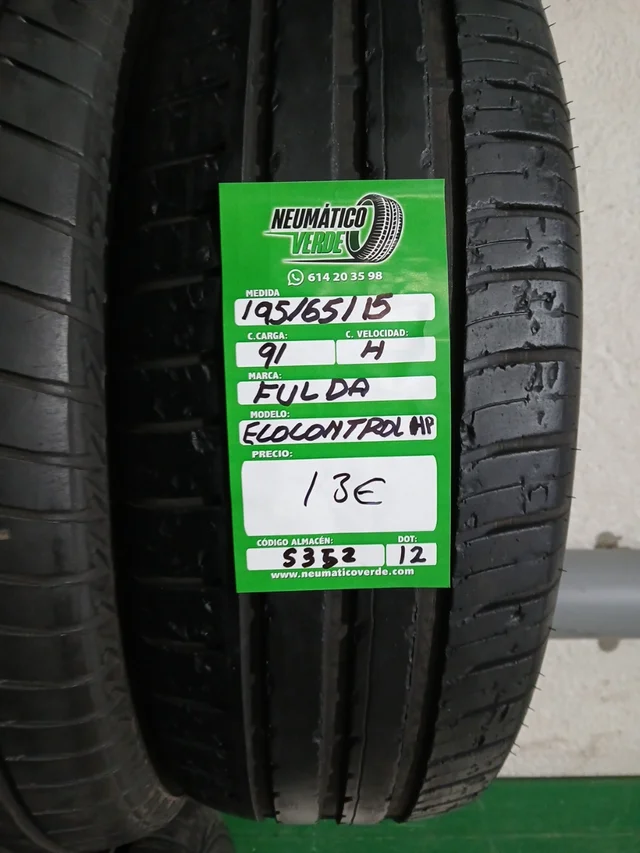 NEUMÁTICO
VERDE
614 20 35 98
MEDIDA
195/65/15
C.CARGA: C. VELOCIDAD:
91 H
MARCA:
FULDA
MODELO:
ECOCONTROL HP
PRECIO:
13€
CÓDIGO ALMACÉN: DOT:
5352 12
www.neumaticoverde.com